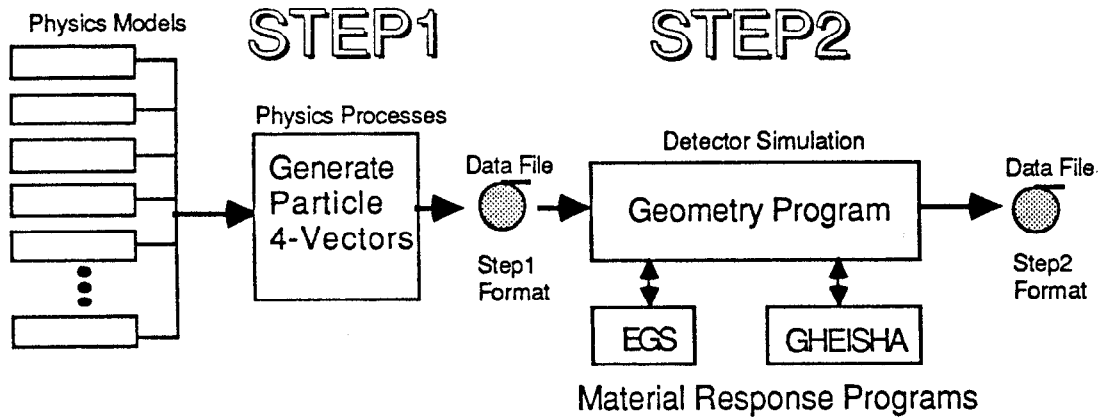 Physics Models
STEP1
STEP2
Physics Processes
Generate
Particle
4-Vectors
Data File
Step1
Format
Detector Simulation
Geometry Program
EGS
GHEISHA
Material Response Programs
Data File
Step2
Format